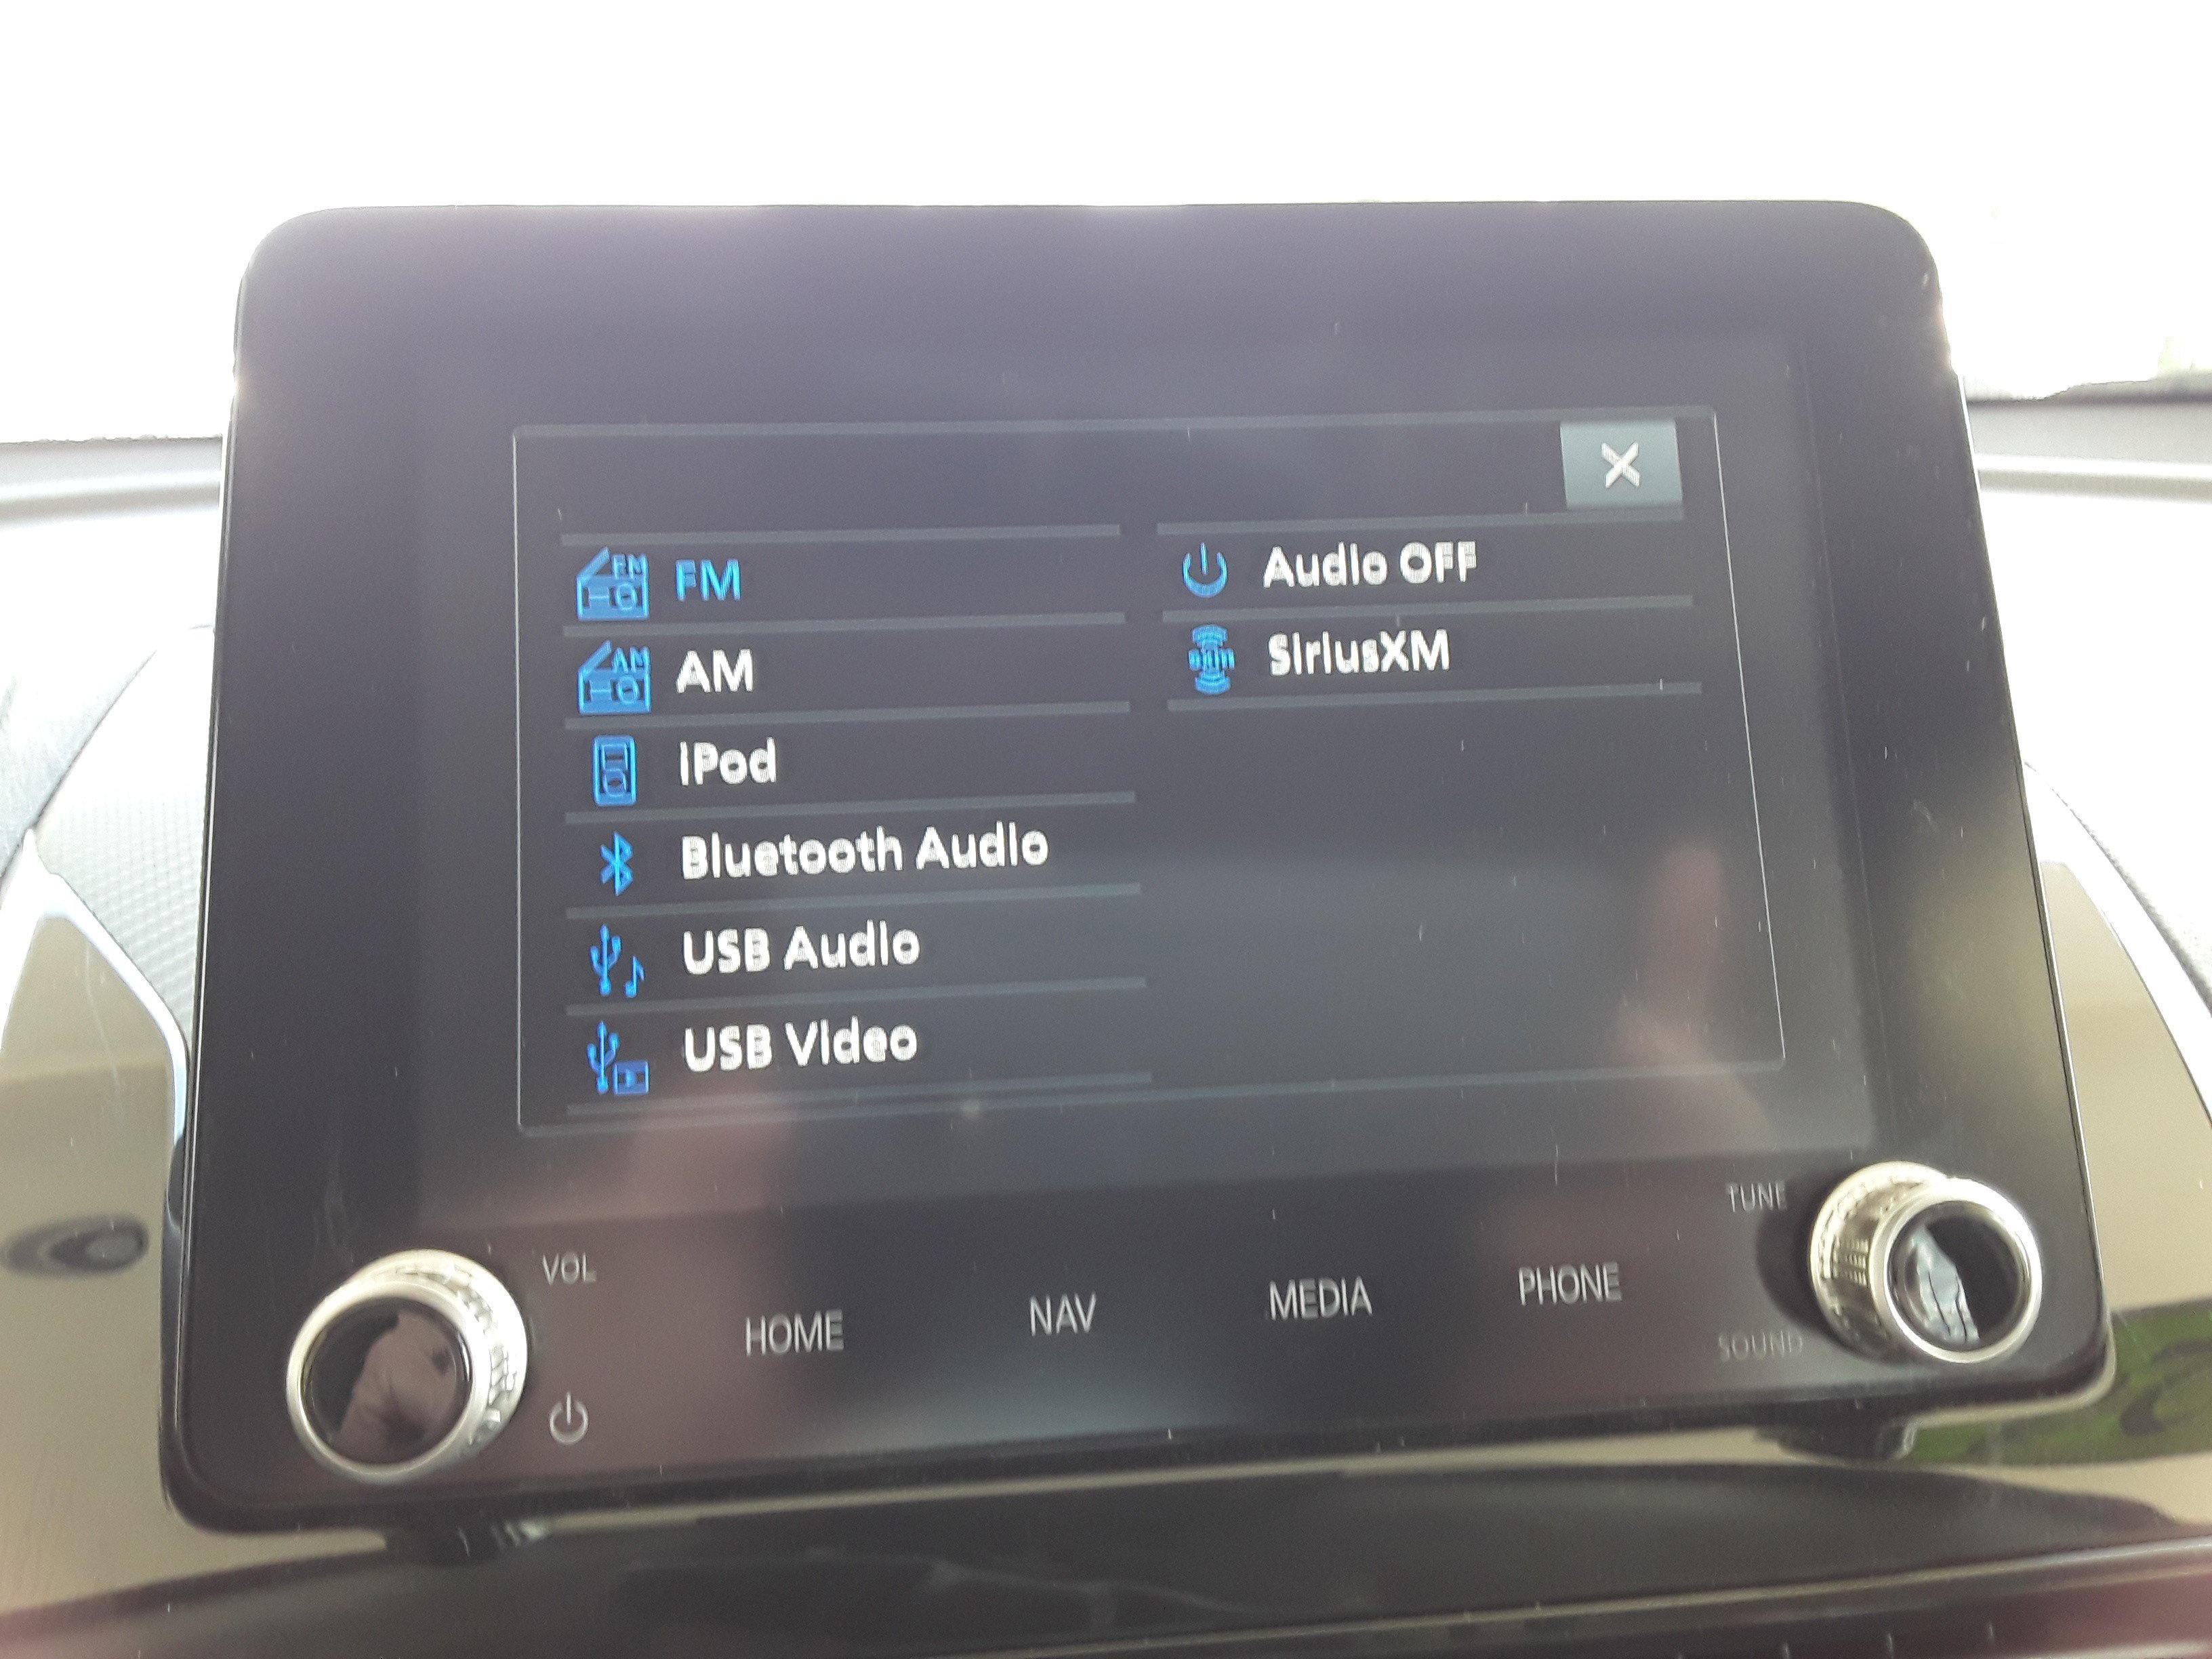 FM
AM
iPod
Bluetooth Audio
USB Audio
USB Video
Audio OFF
SiriusXM
VOL
HOME
NAV
MEDIA
PHONE
TUNE
SOUND